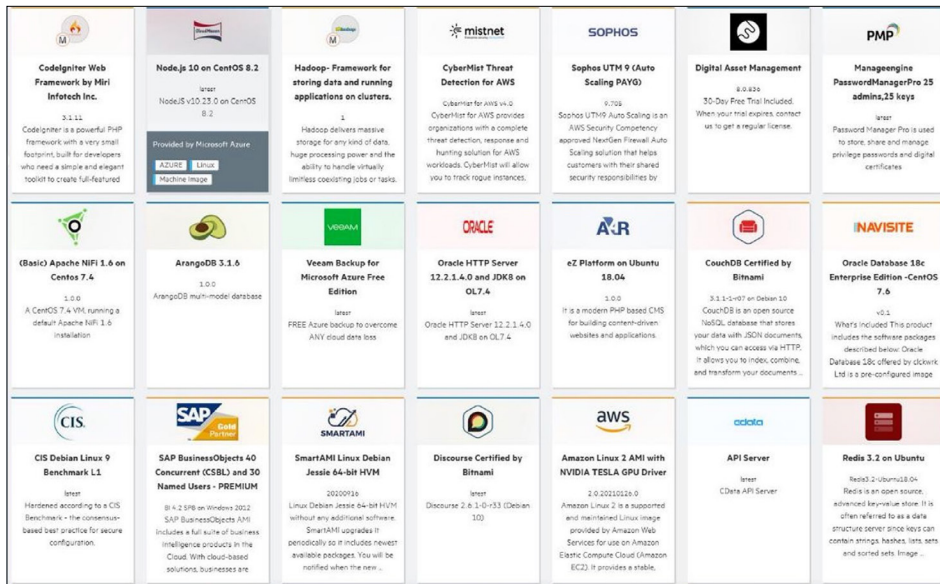 M
CodeIgniter Web
Framework by Miri
Infotech Inc.
3.1.11
CodeIgniter is a powerful PHP
framework with a very small
footprint, built for developers
who need a simple and elegant
toolkit to create full-featured
Node.js 10 on CentOS 8.2
latest
NodeJS v10.23.0 on CentOS
8.2
Provided by Microsoft Azure
AZURE
Linux
Machine Image
M
Hadoop- Framework for
storing data and running
applications on clusters.
1
Hadoop delivers massive
storage for any kind of data,
huge processing power and the
ability to handle virtually
limitless coexisting jobs or tasks.
mistnet
CyberMist Threat
Detection for AWS
CyberMist for AWS v4.0
CyberMist for AWS provides
organizations with a complete
threat detection, response and
hunting solution for AWS
workloads. CyberMist will allow
you to track rogue instances,
SOPHOS
Sophos UTM 9 (Auto
Scaling PAYG)
9.705
Sophos UTM9 Auto Scaling is an
AWS Security Competency
approved NextGen Firewall Auto
Scaling solution that helps
customers with their shared
security responsibilities by
Digital Asset Management
8.0.836
30-Day Free Trial Included.
When your trial expires, contact
us to get a regular license.
PMP
Manageengine
PasswordManagerPro 25
admins,25 keys
latest
Password Manager Pro is used
to store, share and manage
privilege passwords and digital
certificates
(Basic) Apache NiFi 1.6 on
Centos 7.4
1.0.0
A CentOS 7.4 VM, running a
default Apache NiFi 1.6
installation
ArangoDB 3.1.6
1.0.0
ArangoDB multi-model database
VEEAM
Veeam Backup for
Microsoft Azure Free
Edition
latest
FREE Azure backup to overcome
ANY cloud data loss
ORACLE
Oracle HTTP Server
12.2.1.4.0 and JDK8 on
OL7.4
latest
Oracle HTTP Server 12.2.1.4.0
and JDK8 on OL7.4
eZ Platform on Ubuntu
18.04
1.0.0
It is a modern PHP based CMS
for building content-driven
websites and applications.
CouchDB Certified by
Bitnami
3.1.1-1-r07 on Debian 10
CouchDB is an open source
NoSQL database that stores
your data with JSON documents,
which you can access via HTTP.
It allows you to index, combine,
and transform your documents ...
NAVISITE
Oracle Database 18c
Enterprise Edition -CentOS
7.6
v0.1
What's Included This product
includes the software packages
described below: Oracle
Database 18c offered by clckwrk
Ltd is a pre-configured image
CIS.
CIS Debian Linux 9
Benchmark L1
latest
Hardened according to a CIS
Benchmark - the consensus-
based best practice for secure
configuration.
SAP
Gold
Partner
SAP BusinessObjects 40
Concurrent (CSBL) and 30
Named Users - PREMIUM
BI 4.2 SP8 on Windows 2012
SAP BusinessObjects AMI
includes a full suite of business
intelligence products in the
Cloud. With cloud-based
solutions, businesses are
SMARTAMI
SmartAMI Linux Debian
Jessie 64-bit HVM
20200916
Linux Debian Jessie 64-bit HVM
without any additional software.
SmartAMI upgrades it
periodically so it includes newest
available packages. You will be
notified when the new ...
Discourse Certified by
Bitnami
latest
Discourse 2.6.1-0-r33 (Debian
10)
aws
Amazon Linux 2 AMI with
NVIDIA TESLA GPU Driver
2.0.20210126.0
Amazon Linux 2 is a supported
and maintained Linux image
provided by Amazon Web
Services for use on Amazon
Elastic Compute Cloud (Amazon
EC2). It provides a stable,
cdata
API Server
latest
CData API Server
Redis 3.2 on Ubuntu
Redis3.2-Ubuntu18.04
Redis is an open source,
advanced key-value store. It is
often referred to as a data
structure server since keys can
contain strings, hashes, lists, sets
and sorted sets. Image ...